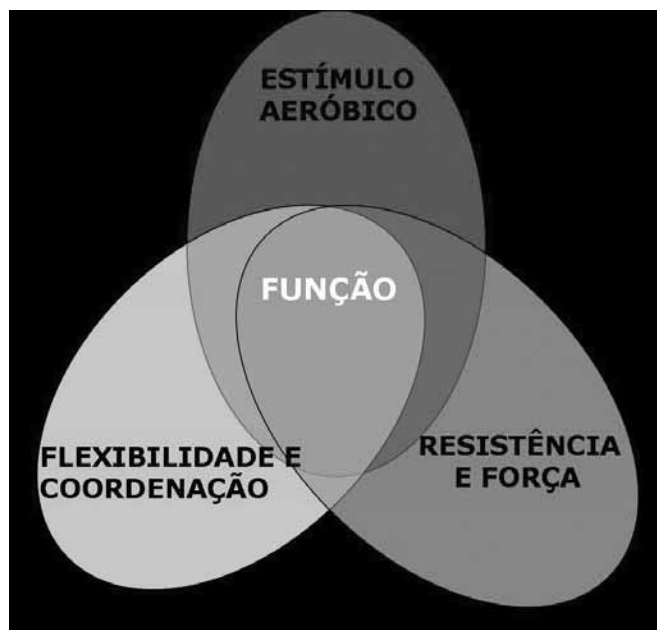 ESTÍMULO
AERÓBICO
FUNÇÃO
FLEXIBILIDADE E
COORDENAÇÃO
RESISTÊNCIA
E FORÇA